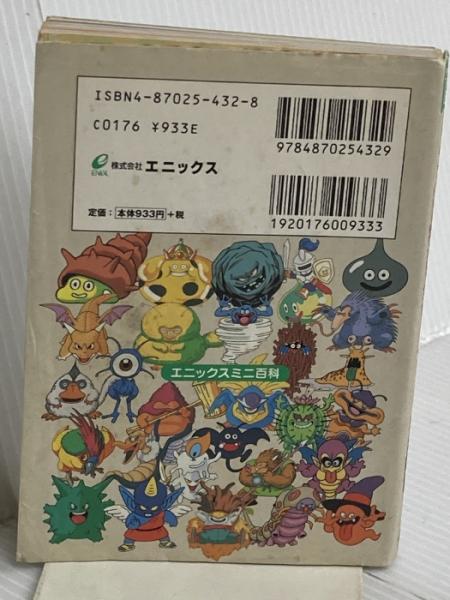 ISBN4-87025-432-8
C0176 ¥933E
ENIX 株式会社 エニックス
定価：本体933円＋税
9784870254329
1920176009333
エニックスミニ百科